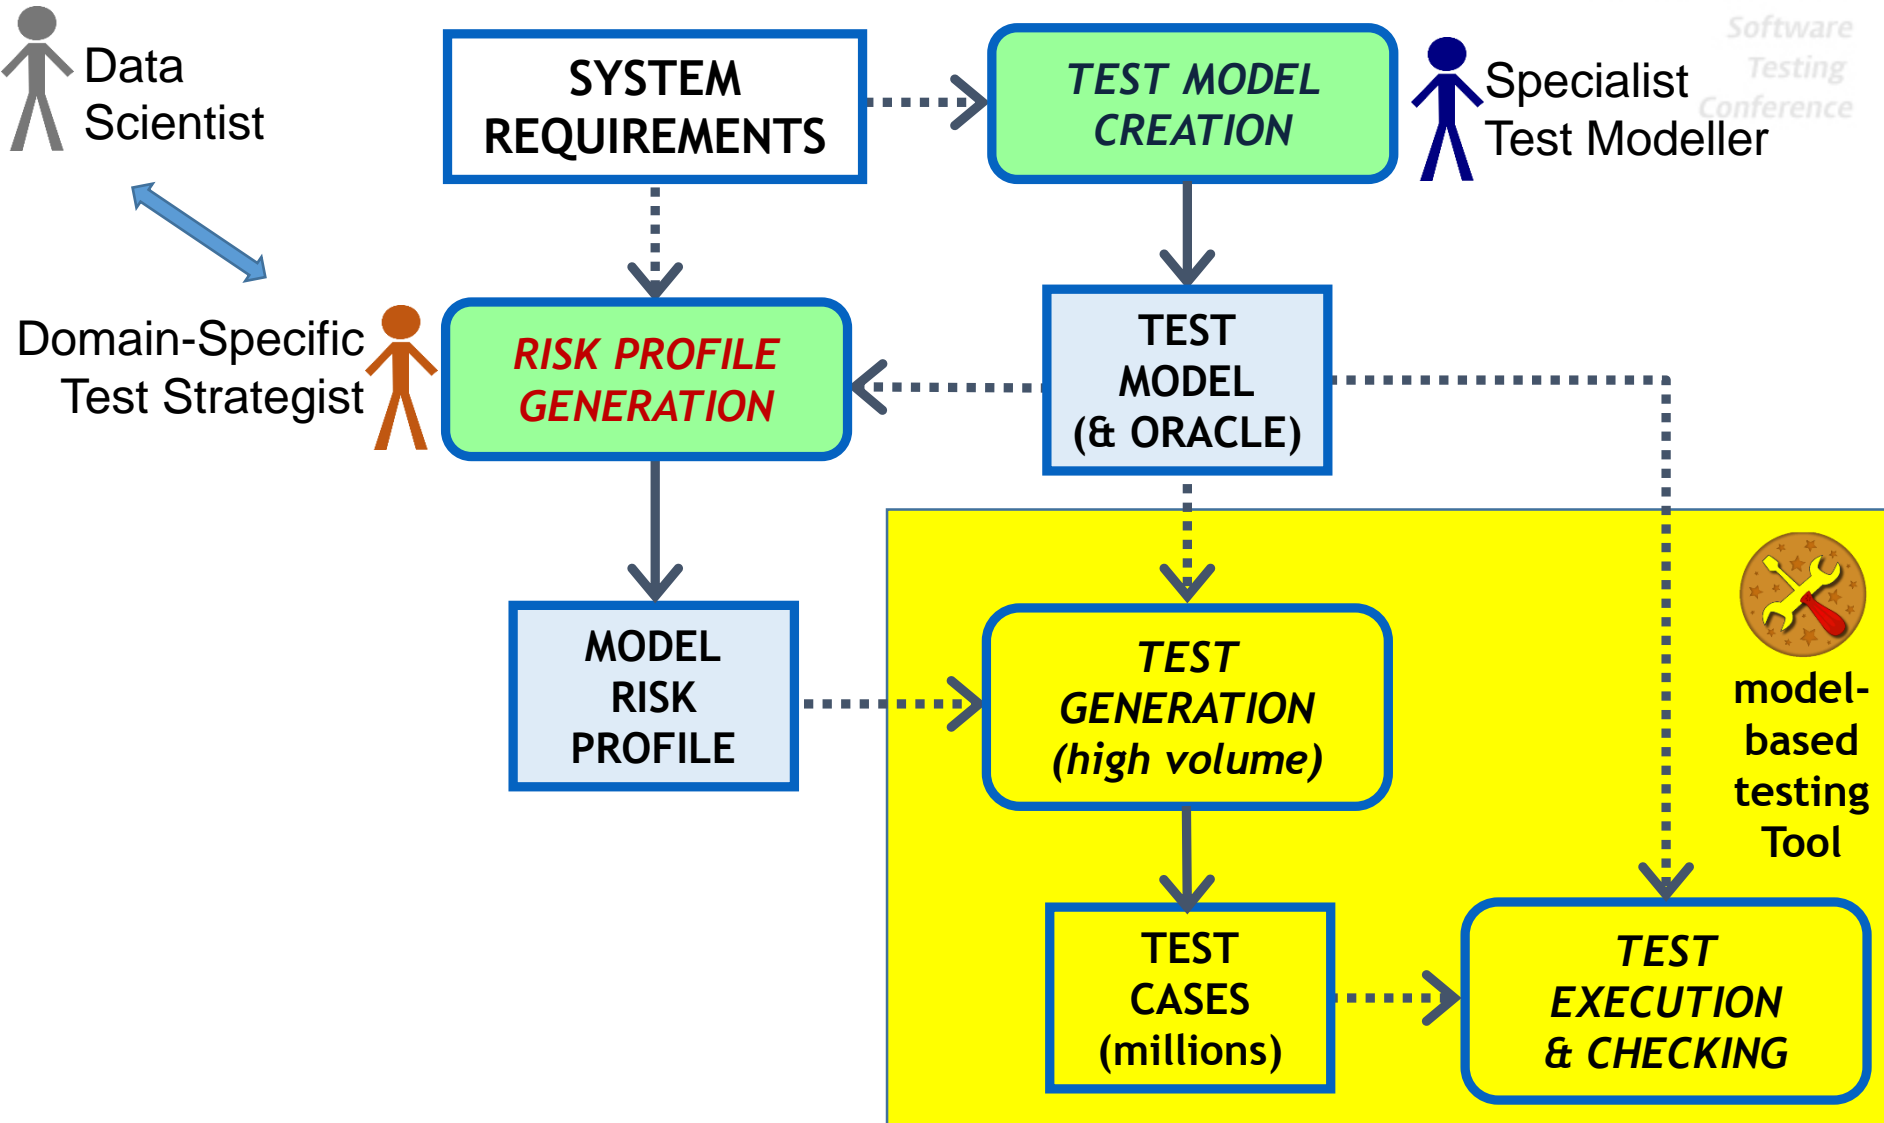 Software
Testing
Conference
Data
Scientist
SYSTEM
REQUIREMENTS
TEST MODEL
CREATION
Specialist
Test Modeller
Domain-Specific
Test Strategist
RISK PROFILE
GENERATION
TEST
MODEL
(& ORACLE)
MODEL
RISK
PROFILE
TEST
GENERATION
(high volume)
model-
based
testing
Tool
TEST
CASES
(millions)
TEST
EXECUTION
& CHECKING